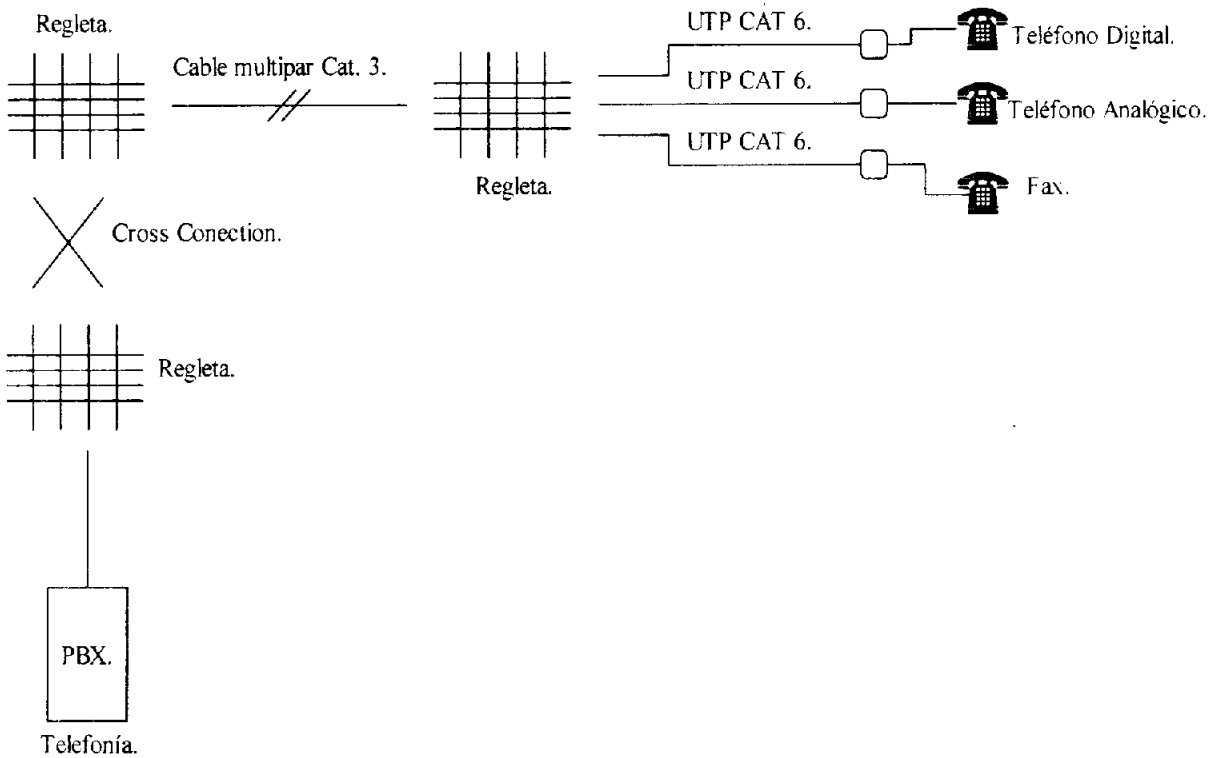 Regleta.
Cable multipar Cat. 3.
UTP CAT 6.
Teléfono Digital.
UTP CAT 6.
Teléfono Analógico.
UTP CAT 6.
Fax.
Regleta.
Cross Conection.
Regleta.
PBX.
Telefonía.